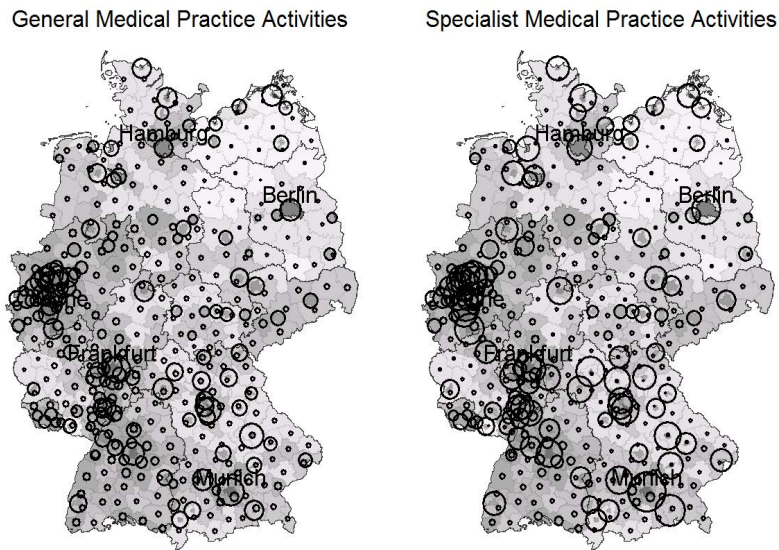 General Medical Practice Activities
Hamburg
Berlin
Frankfurt
Munich
Specialist Medical Practice Activities
Hamburg
Berlin
Frankfurt
Munich